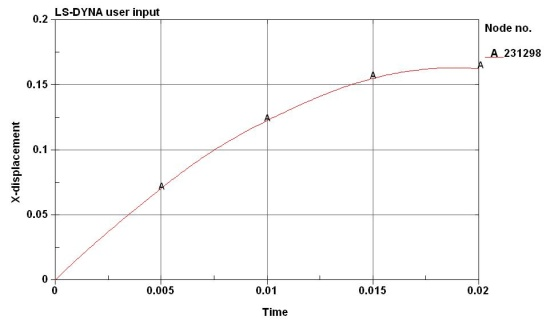 LS-DYNA user input
0.2
Node no.
A 231298
0.15
0.1
0.05
0
X-displacement
A
A
A
A
0
0.005
0.01
0.015
0.02
Time